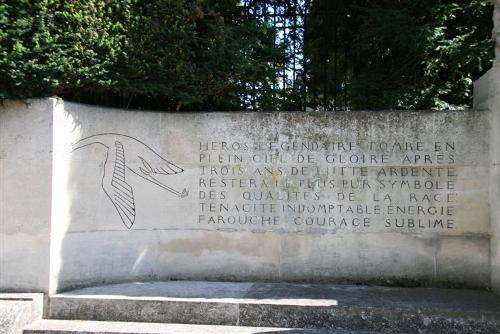 HEROS LEGENDAIRE TOMBE EN
PLEIN CIEL DE GLOIRE APRÈS
TROIS ANS DE LUTTE ARDENTE
RESTERA LE PLUS PUR SYMBOLE
DES QUALITES DE LA RACE
TENACITE INDOMPTABLE ENERGIE
FAROUCHE COURAGE SUBLIME